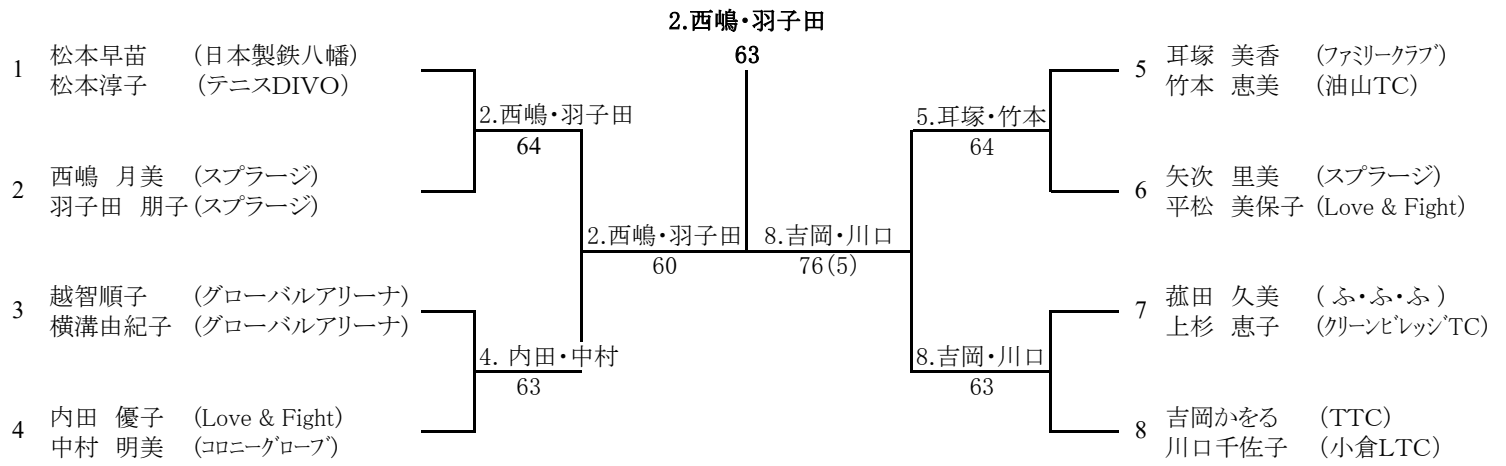 2.西嶋・羽子田
63
1 松本早苗 (日本製鉄八幡)
松本淳子 (テニスDIVO)
2.西嶋・羽子田
64
2 西嶋 月美 (スプラージ)
羽子田 朋子 (スプラージ)
2.西嶋・羽子田
60
3 越智順子 (グローバルアリーナ)
横溝由紀子 (グローバルアリーナ)
4. 内田・中村
63
4 内田 優子 (Love & Fight)
中村 明美 (コロニーグローブ)
5 耳塚 美香 (ファミリークラブ)
竹本 恵美 (油山TC)
5.耳塚・竹本
64
6 矢次 里美 (スプラージ)
平松 美保子 (Love & Fight)
8.吉岡・川口
76(5)
7 菰田 久美 (ふ・ふ・ふ)
上杉 恵子 (クリーンビレッジTC)
8.吉岡・川口
63
8 吉岡かをる (TTC)
川口千佐子 (小倉LTC)